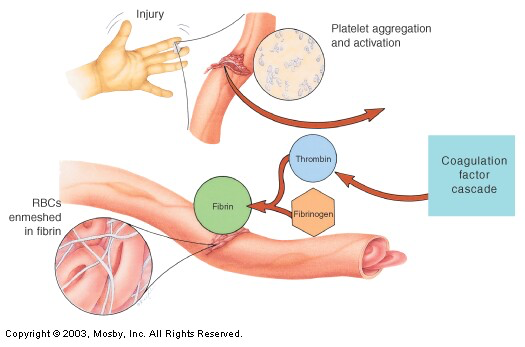 Injury
Platelet aggregation
and activation
Thrombin
Coagulation
factor
cascade
RBCs
enmeshed
in fibrin
Fibrin
Fibrinogen
Copyright © 2003, Mosby, Inc. All Rights Reserved.